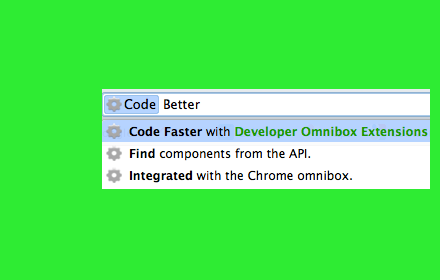 Code Better
Code Faster with Developer Omnibox Extensions
Find components from the API.
Integrated with the Chrome omnibox.